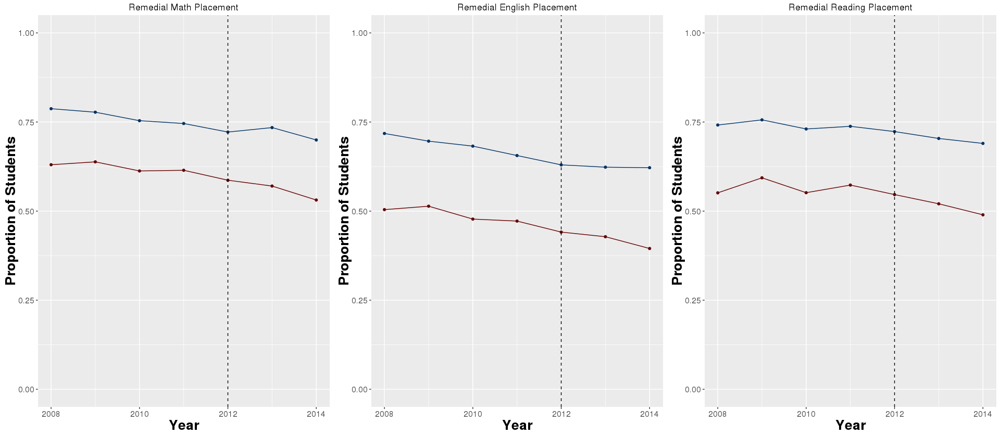 Remedial Math Placement
1.00
0.75
0.50
0.25
0.00
Proportion of Students
2008 2010 2012 2014
Year
Remedial English Placement
1.00
0.75
0.50
0.25
0.00
Proportion of Students
2008 2010 2012 2014
Year
Remedial Reading Placement
1.00
0.75
0.50
0.25
0.00
Proportion of Students
2008 2010 2012 2014
Year